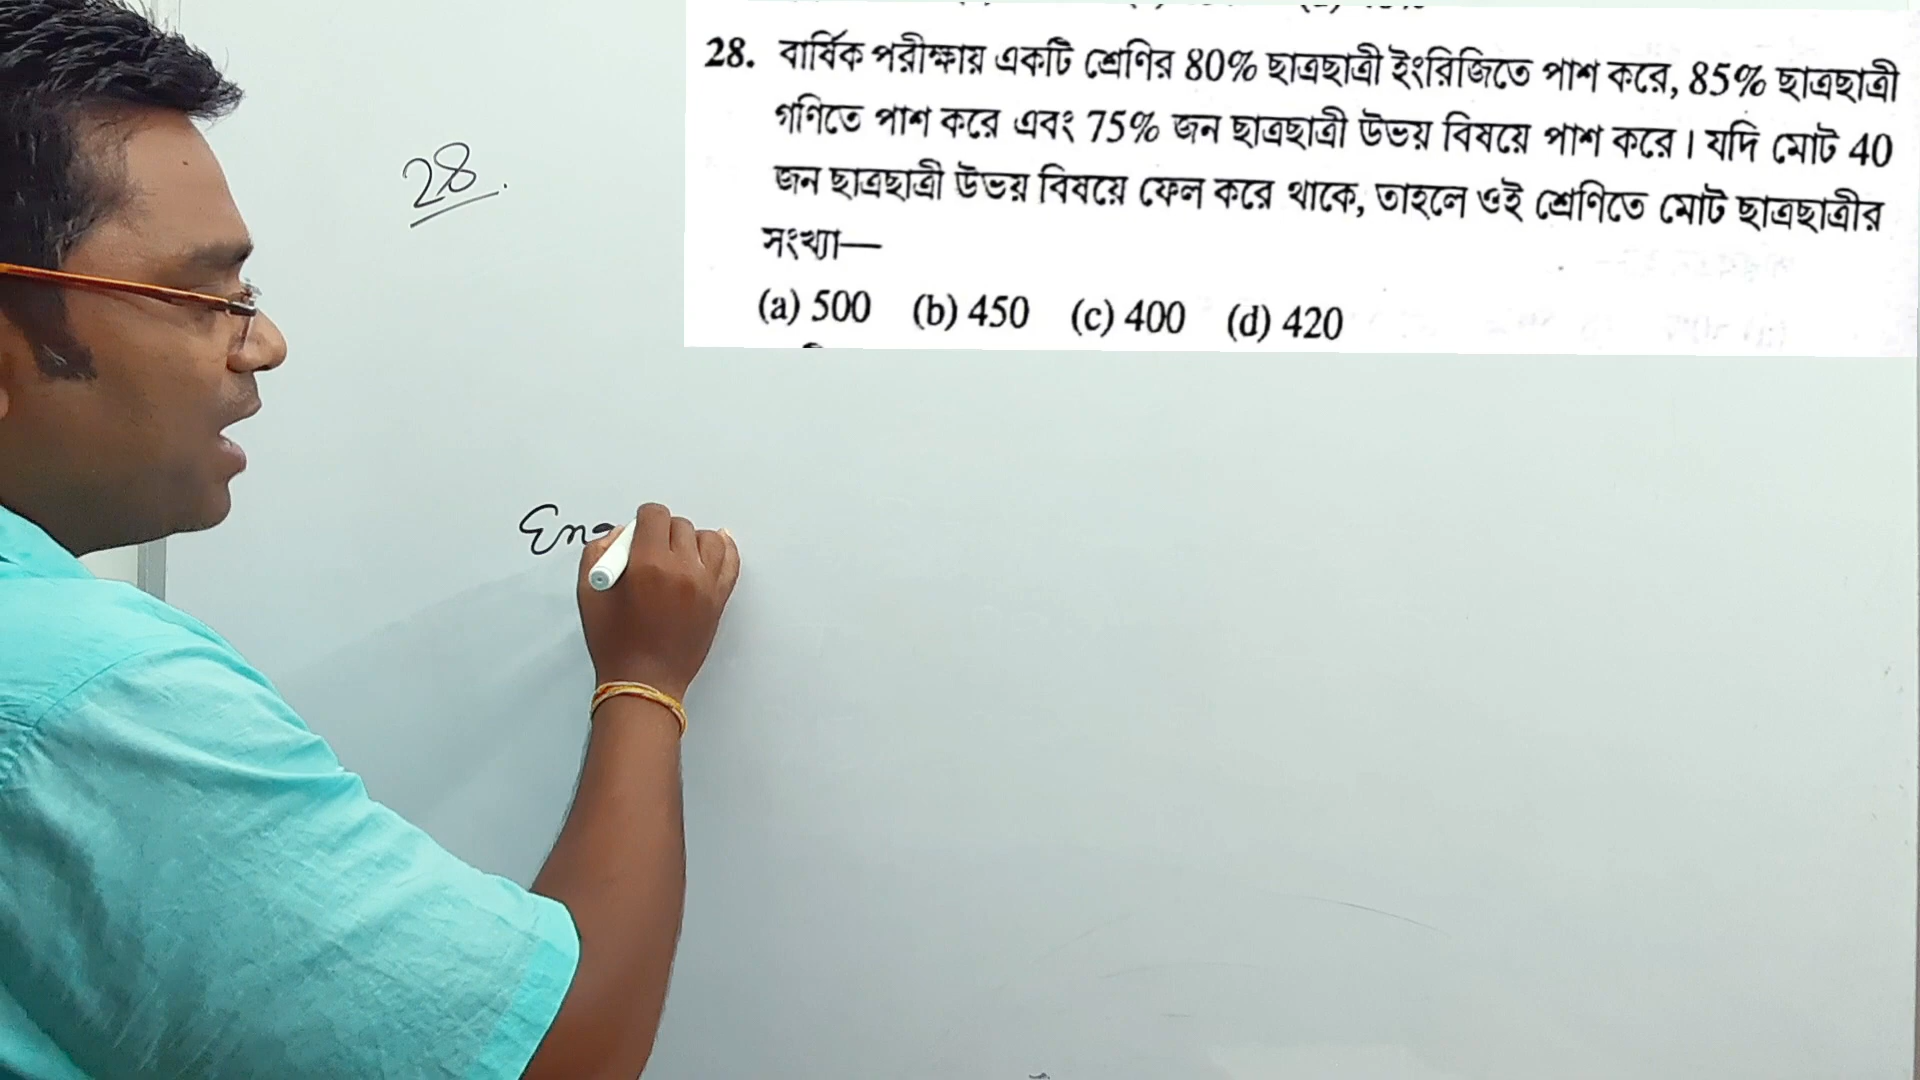 28. বার্ষিক পরীক্ষায় একটি শ্রেণির 80% ছাত্রছাত্রী ইংরিজিতে পাশ করে, 85% ছাত্রছাত্রী
গণিতে পাশ করে এবং 75% জন ছাত্রছাত্রী উভয় বিষয়ে পাশ করে। যদি মোট 40
জন ছাত্রছাত্রী উভয় বিষয়ে ফেল করে থাকে, তাহলে ওই শ্রেণিতে মোট ছাত্রছাত্রীর
সংখ্যা—
(a) 500 (b) 450 (c) 400 (d) 420
28.